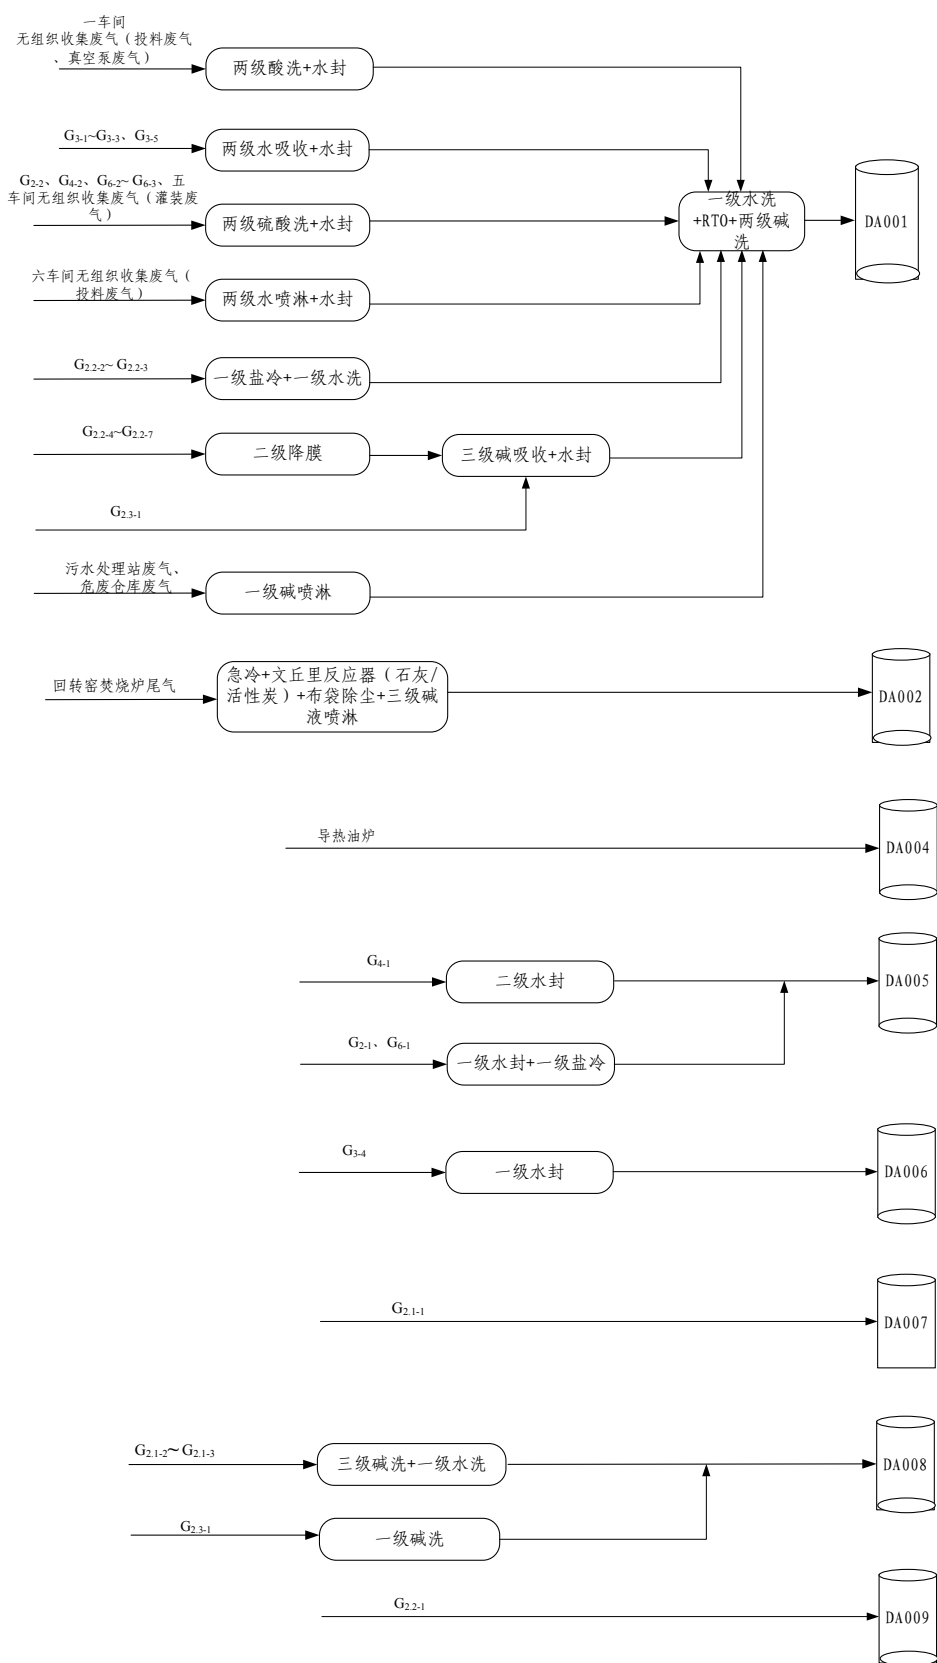 一车间
无组织收集废气（投料废气
、真空泵废气）
两级酸洗+水封
G3-1~G3-3、G3-5
两级水吸收+水封
G2-2、G4-2、G6-2~G6-3、五
车间无组织收集废气（灌装废
气）
两级硫酸洗+水封
一级水洗
+RTO+两级碱
洗
DA001
六车间无组织收集废气（
投料废气）
两级水喷淋+水封
G2.2-2~G2.2-3
一级盐冷+一级水洗
G2.2-4~G2.2-7
二级降膜
三级碱吸收+水封
G2.3-1
污水处理站废气、
危废仓库废气
一级碱喷淋
回转窑焚烧炉尾气
急冷+文丘里反应器（石灰/
活性炭）+布袋除尘+三级碱
液喷淋
DA002
导热油炉
DA004
G4-1
二级水封
DA005
G2-1、G6-1
一级水封+一级盐冷
G3-4
一级水封
DA006
G2.1-1
DA007
G2.1-2～G2.1-3
三级碱洗+一级水洗
DA008
G2.3-1
一级碱洗
G2.2-1
DA009